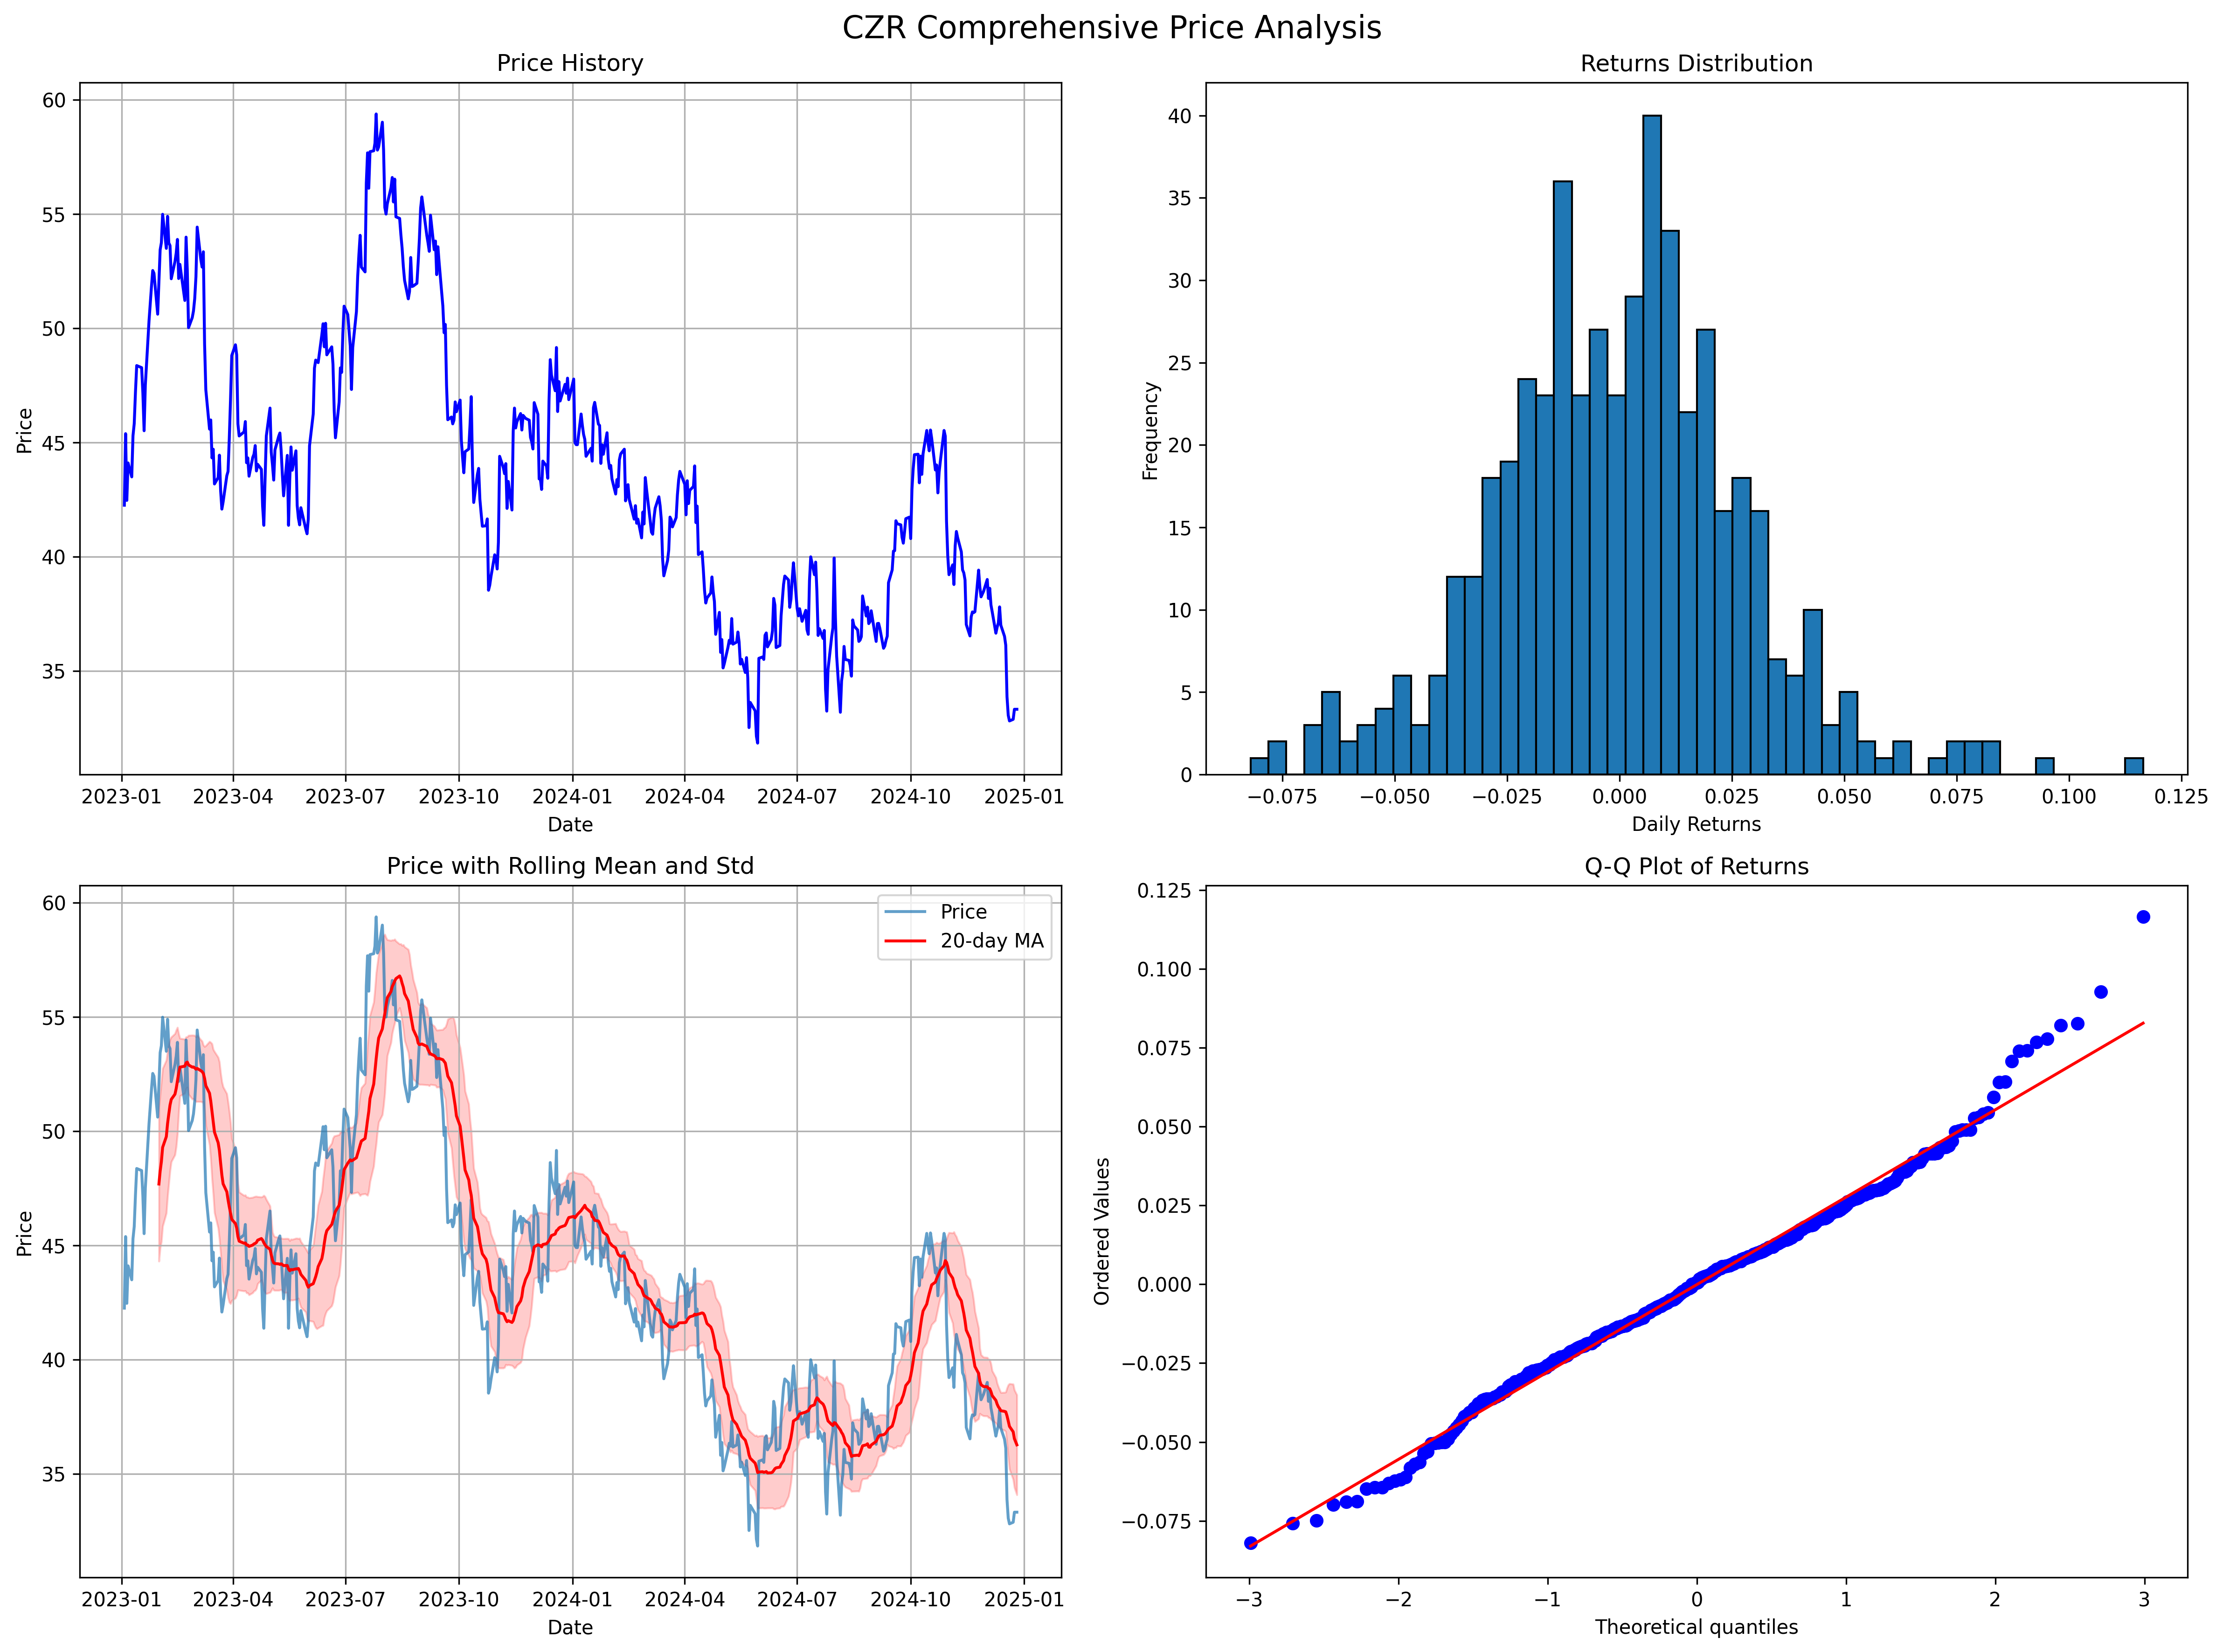 CZR Comprehensive Price Analysis
Price History
Price
60
55
50
45
40
35
2023-01 2023-04 2023-07 2023-10 2024-01 2024-04 2024-07 2024-10 2025-01
Date
Returns Distribution
Frequency
40
35
30
25
20
15
10
5
0
−0.075 −0.050 −0.025 0.000 0.025 0.050 0.075 0.100 0.125
Daily Returns
Price with Rolling Mean and Std
Price
20-day MA
Price
60
55
50
45
40
35
2023-01 2023-04 2023-07 2023-10 2024-01 2024-04 2024-07 2024-10 2025-01
Date
Q-Q Plot of Returns
Ordered Values
0.125
0.100
0.075
0.050
0.025
0.000
−0.025
−0.050
−0.075
−3 −2 −1 0 1 2 3
Theoretical quantiles